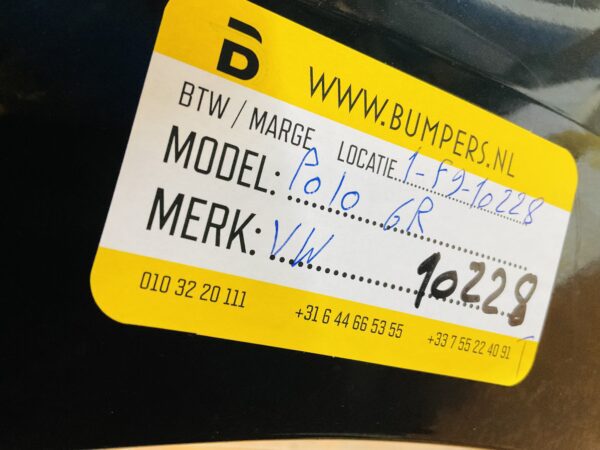 B
WWW.BUMPERS.NL
BTW / MARGE LOCATIE 1-F9-10228
MODEL: Polo 6R
MERK: VW 10228
010 32 20 111 +31 6 44 66 53 55 +33 7 55 22 40 91